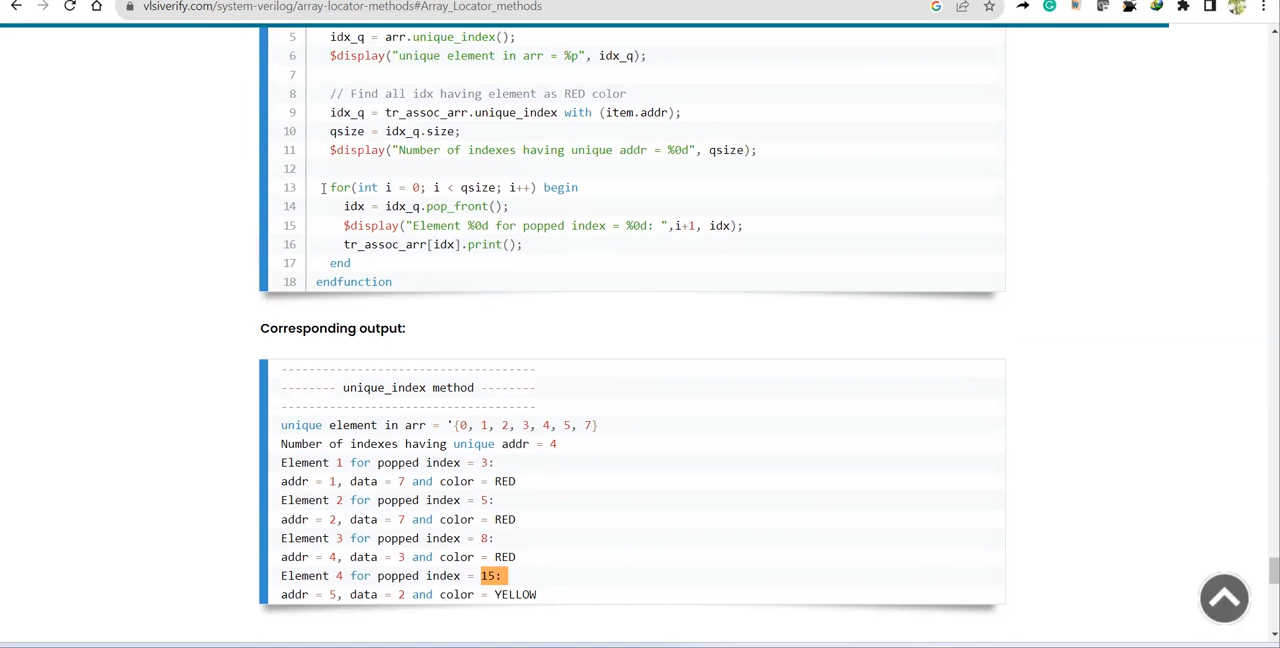 vlsiverify.com/system-verilog/array-locator-methods#Array_Locator_methods
5 idx_q = arr.unique_index();
6 $display("unique element in arr = %p", idx_q);
7
8 // Find all idx having element as RED color
9 idx_q = tr_assoc_arr.unique_index with (item.addr);
10 qsize = idx_q.size;
11 $display("Number of indexes having unique addr = %0d", qsize);
12
13 for(int i = 0; i < qsize; i++) begin
14 idx = idx_q.pop_front();
15 $display("Element %0d for popped index = %0d: ",i+1, idx);
16 tr_assoc_arr[idx].print();
17 end
18 endfunction
Corresponding output:
-------------------------------------
-------- unique_index method --------
-------------------------------------
unique element in arr = '{0, 1, 2, 3, 4, 5, 7}
Number of indexes having unique addr = 4
Element 1 for popped index = 3:
addr = 1, data = 7 and color = RED
Element 2 for popped index = 5:
addr = 2, data = 7 and color = RED
Element 3 for popped index = 8:
addr = 4, data = 3 and color = RED
Element 4 for popped index = 15:
addr = 5, data = 2 and color = YELLOW